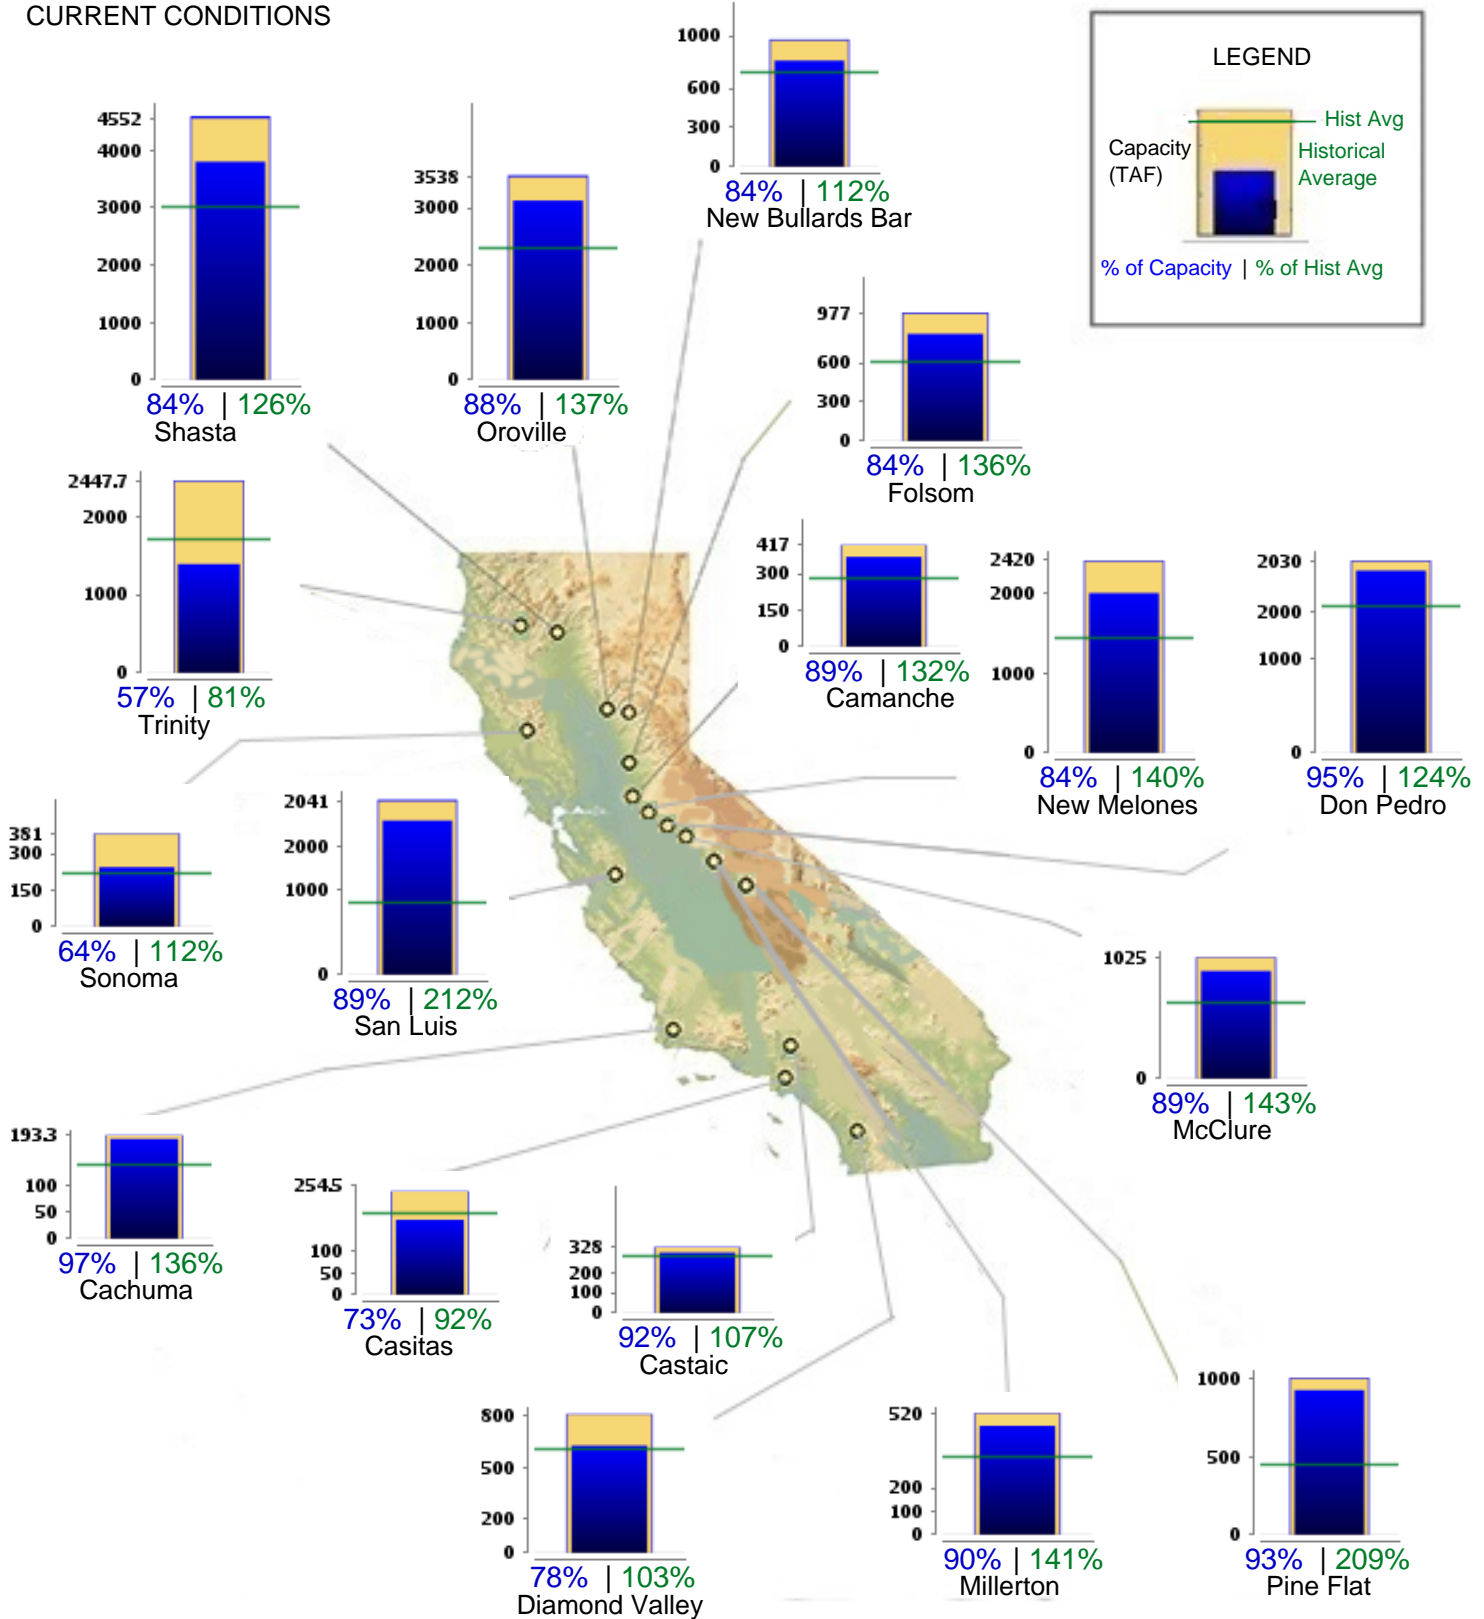 CURRENT CONDITIONS
1000
600
300
0
84% | 112%
New Bullards Bar
LEGEND
Hist Avg
Capacity
(TAF)
Historical
Average
% of Capacity | % of Hist Avg
4552
4000
3000
2000
1000
0
84% | 126%
Shasta
3538
3000
2000
1000
0
88% | 137%
Oroville
977
600
300
0
84% | 136%
Folsom
2447.7
2000
1000
0
57% | 81%
Trinity
417
300
150
0
89% | 132%
Camanche
2420
2000
1000
0
84% | 140%
New Melones
2030
2000
1000
0
95% | 124%
Don Pedro
381
300
150
0
64% | 112%
Sonoma
2041
2000
1000
0
89% | 212%
San Luis
1025
0
89% | 143%
McClure
193.3
100
50
0
97% | 136%
Cachuma
254.5
100
50
0
73% | 92%
Casitas
328
200
100
0
92% | 107%
Castaic
800
500
200
0
78% | 103%
Diamond Valley
520
200
100
0
90% | 141%
Millerton
1000
500
0
93% | 209%
Pine Flat